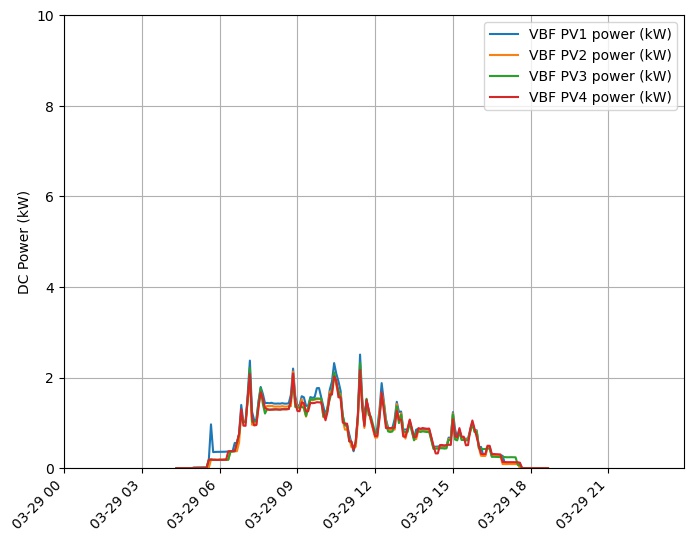 10
8
6
4
2
0
DC Power (kW)
VBF PV1 power (kW)
VBF PV2 power (kW)
VBF PV3 power (kW)
VBF PV4 power (kW)
03-29 00
03-29 03
03-29 06
03-29 09
03-29 12
03-29 15
03-29 18
03-29 21